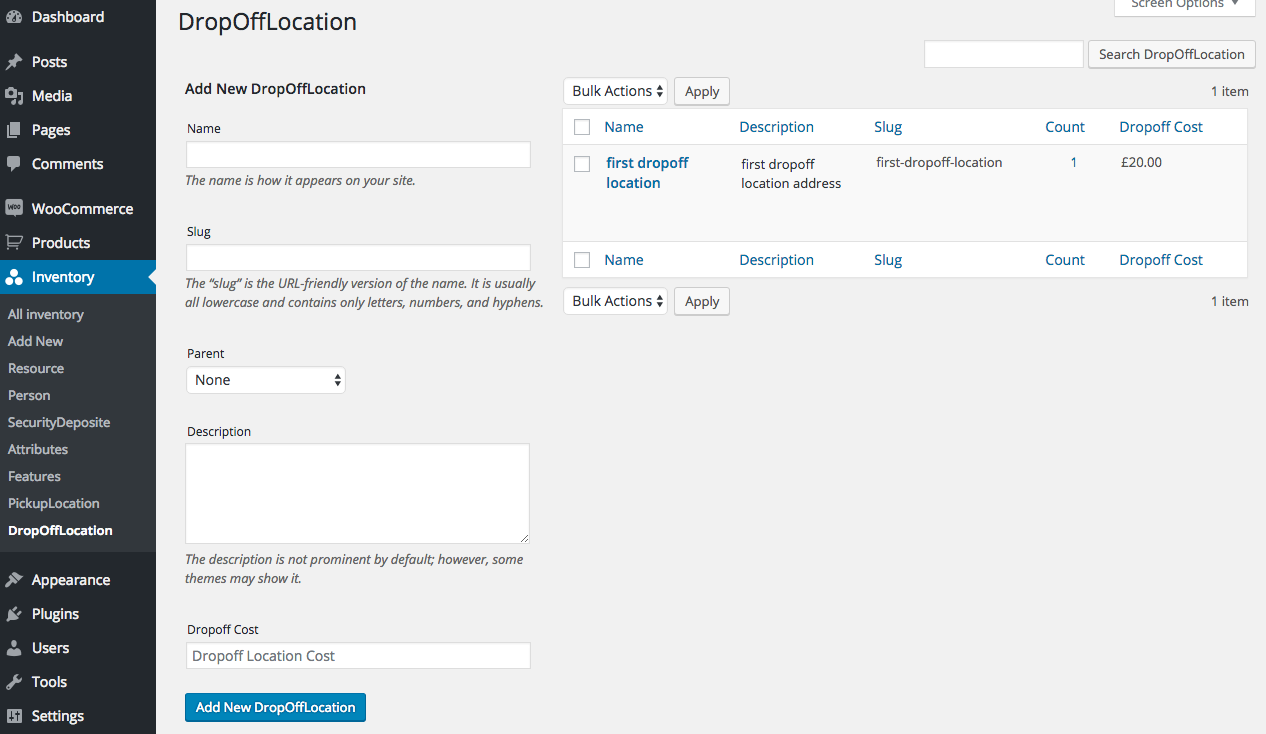 Dashboard
Posts
Media
Pages
Comments
WOO
WooCommerce
Products
Inventory
All inventory
Add New
Resource
Person
SecurityDeposite
Attributes
Features
PickupLocation
DropOffLocation
Appearance
Plugins
Users
Tools
Settings
Screen Options
DropOffLocation
Search DropOffLocation
Add New DropOffLocation
Name
The name is how it appears on your site.
Slug
The “slug” is the URL-friendly version of the name. It is usually
all lowercase and contains only letters, numbers, and hyphens.
Parent
None
Description
The description is not prominent by default; however, some
themes may show it.
Dropoff Cost
Dropoff Location Cost
Add New DropOffLocation
Bulk Actions Apply 1 item
Name Description Slug Count Dropoff Cost
first dropoff first dropoff first-dropoff-location 1 £20.00
location location address
Name Description Slug Count Dropoff Cost
Bulk Actions Apply 1 item